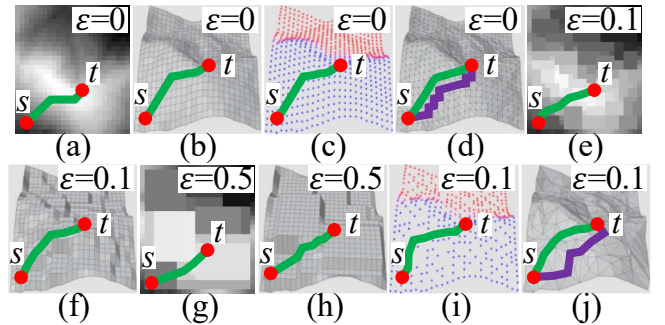 ε=0 ε=0 ε=0 ε=0 ε=0.1
s t s t s t s t s t
(a) (b) (c) (d) (e)
ε=0.1 ε=0.5 ε=0.5 ε=0.1 ε=0.1
s t s t s t s t s t
(f) (g) (h) (i) (j)